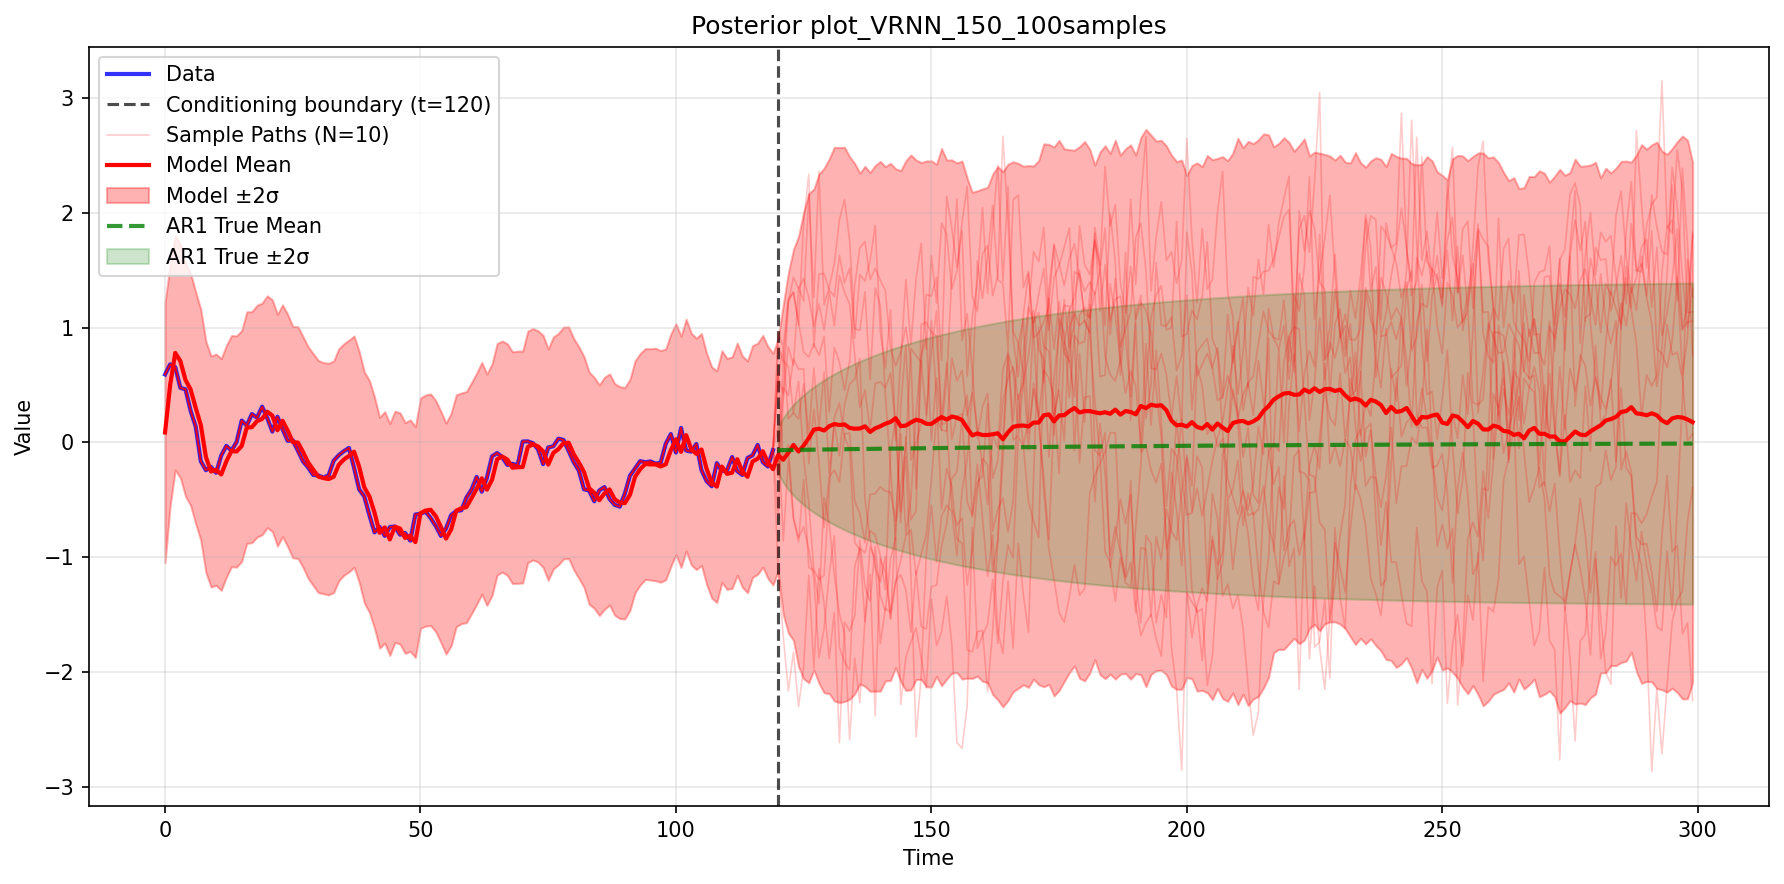 Posterior plot_VRNN_150_100samples
Data
Conditioning boundary (t=120)
Sample Paths (N=10)
Model Mean
Model ±2σ
AR1 True Mean
AR1 True ±2σ
Value
3
2
1
0
−1
−2
−3
0 50 100 150 200 250 300
Time